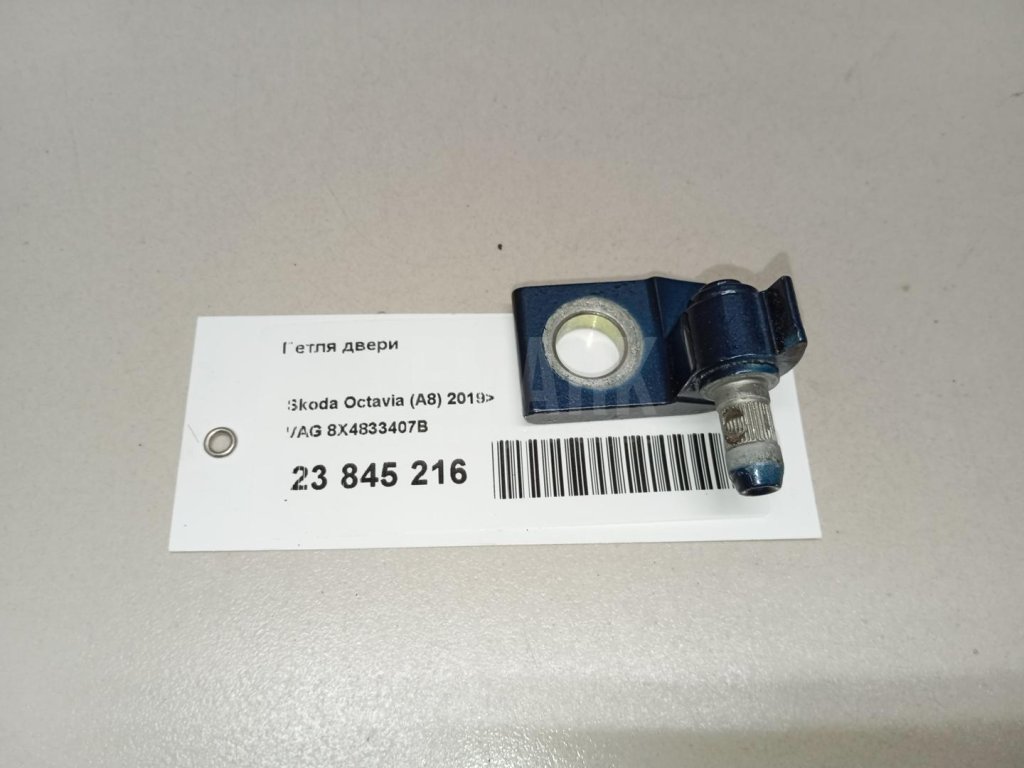 Петля двери
Skoda Octavia (A8) 2019>
VAG 8X4833407B
23 845 216